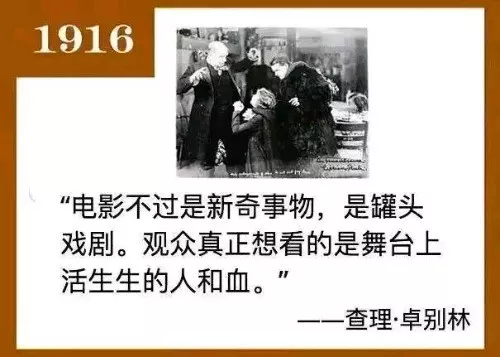 1916
“电影不过是新奇事物，是罐头
戏剧。观众真正想看的是舞台上
活生生的人和血。”
——查理·卓别林